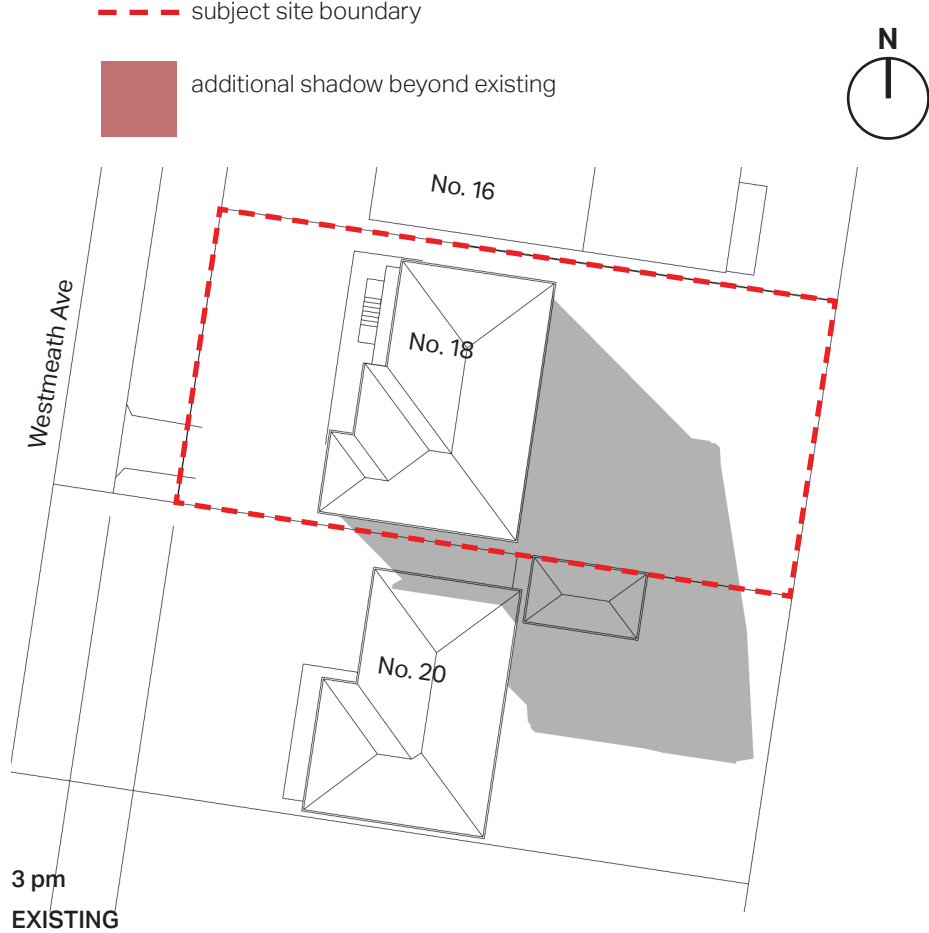 subject site boundary
additional shadow beyond existing
N
No. 16
Westmeath Ave
No. 18
No. 20
3 pm
EXISTING